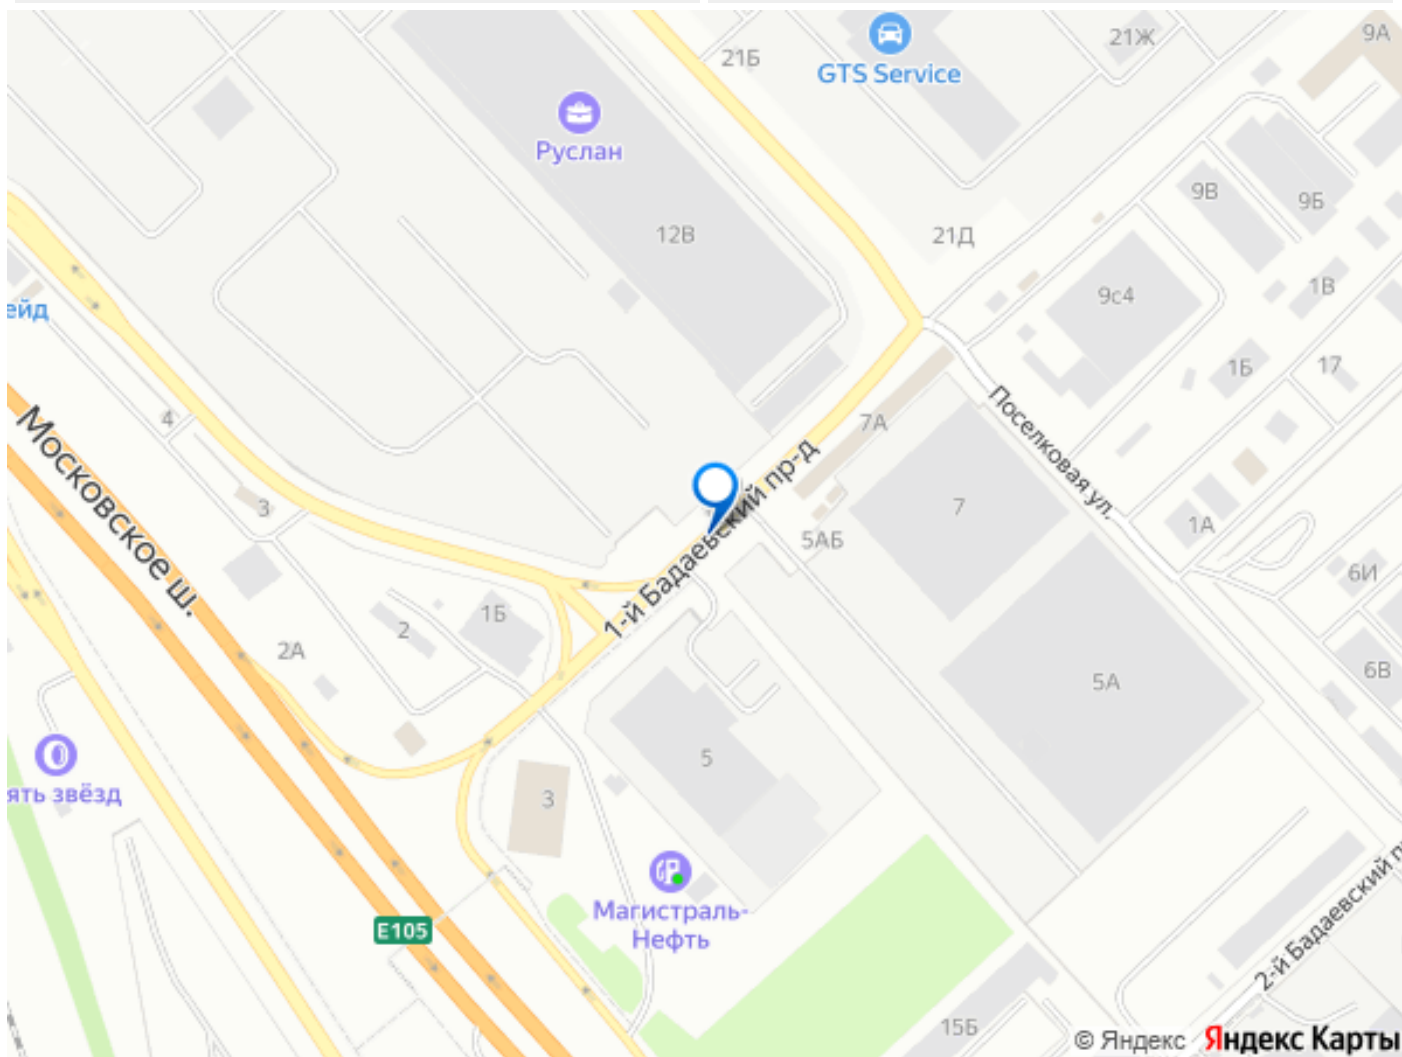 21Б
GTS Service
21Ж
9А
Руслан
9В
9Б
12В
21Д
9с4
1В
ейд
1Б
17
4
7А
Поселковая ул.
Московское ш.
3
1-й Бадаевский пр-д
7
5АБ
1А
6И
1Б
2
2А
5А
6В
5
ять звёзд
3
Магистраль-
Нефть
E105
2-й Бадаевский п
15Б
© Яндекс Яндекс Карты